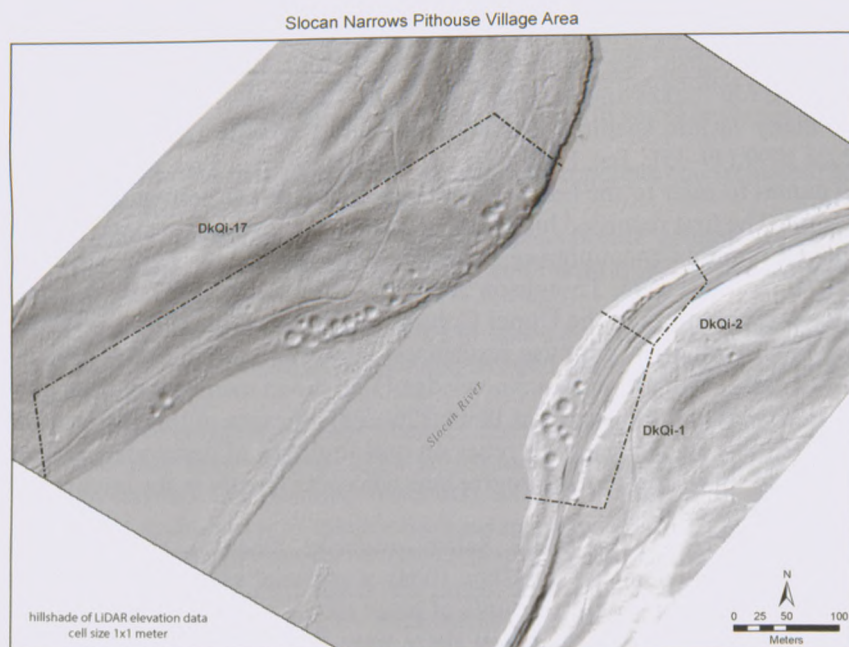 Slocan Narrows Pithouse Village Area
DkQi-17
DkQi-2
DkQi-1
Slocan River
hillshade of LiDAR elevation data
cell size 1x1 meter
N
0 25 50 100
Meters